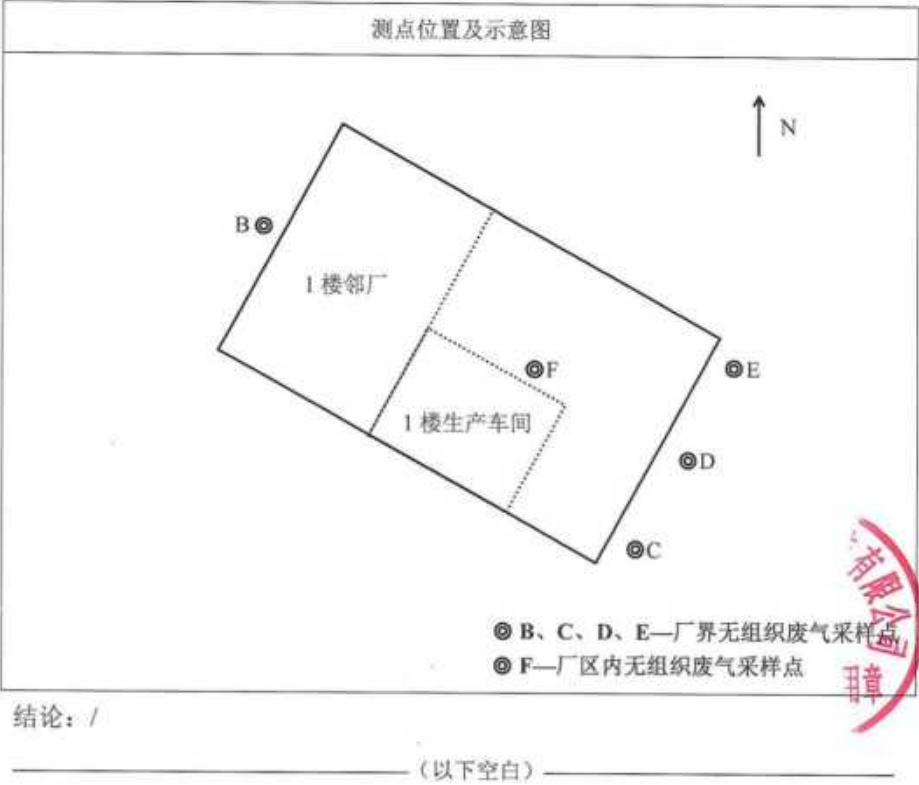 测点位置及示意图
N
B
1 楼邻厂
F
E
1 楼生产车间
D
C
◎ B、C、D、E—厂界无组织废气采样点
◎ F—厂区内无组织废气采样点
有限公司
用章
结论：/
（以下空白）